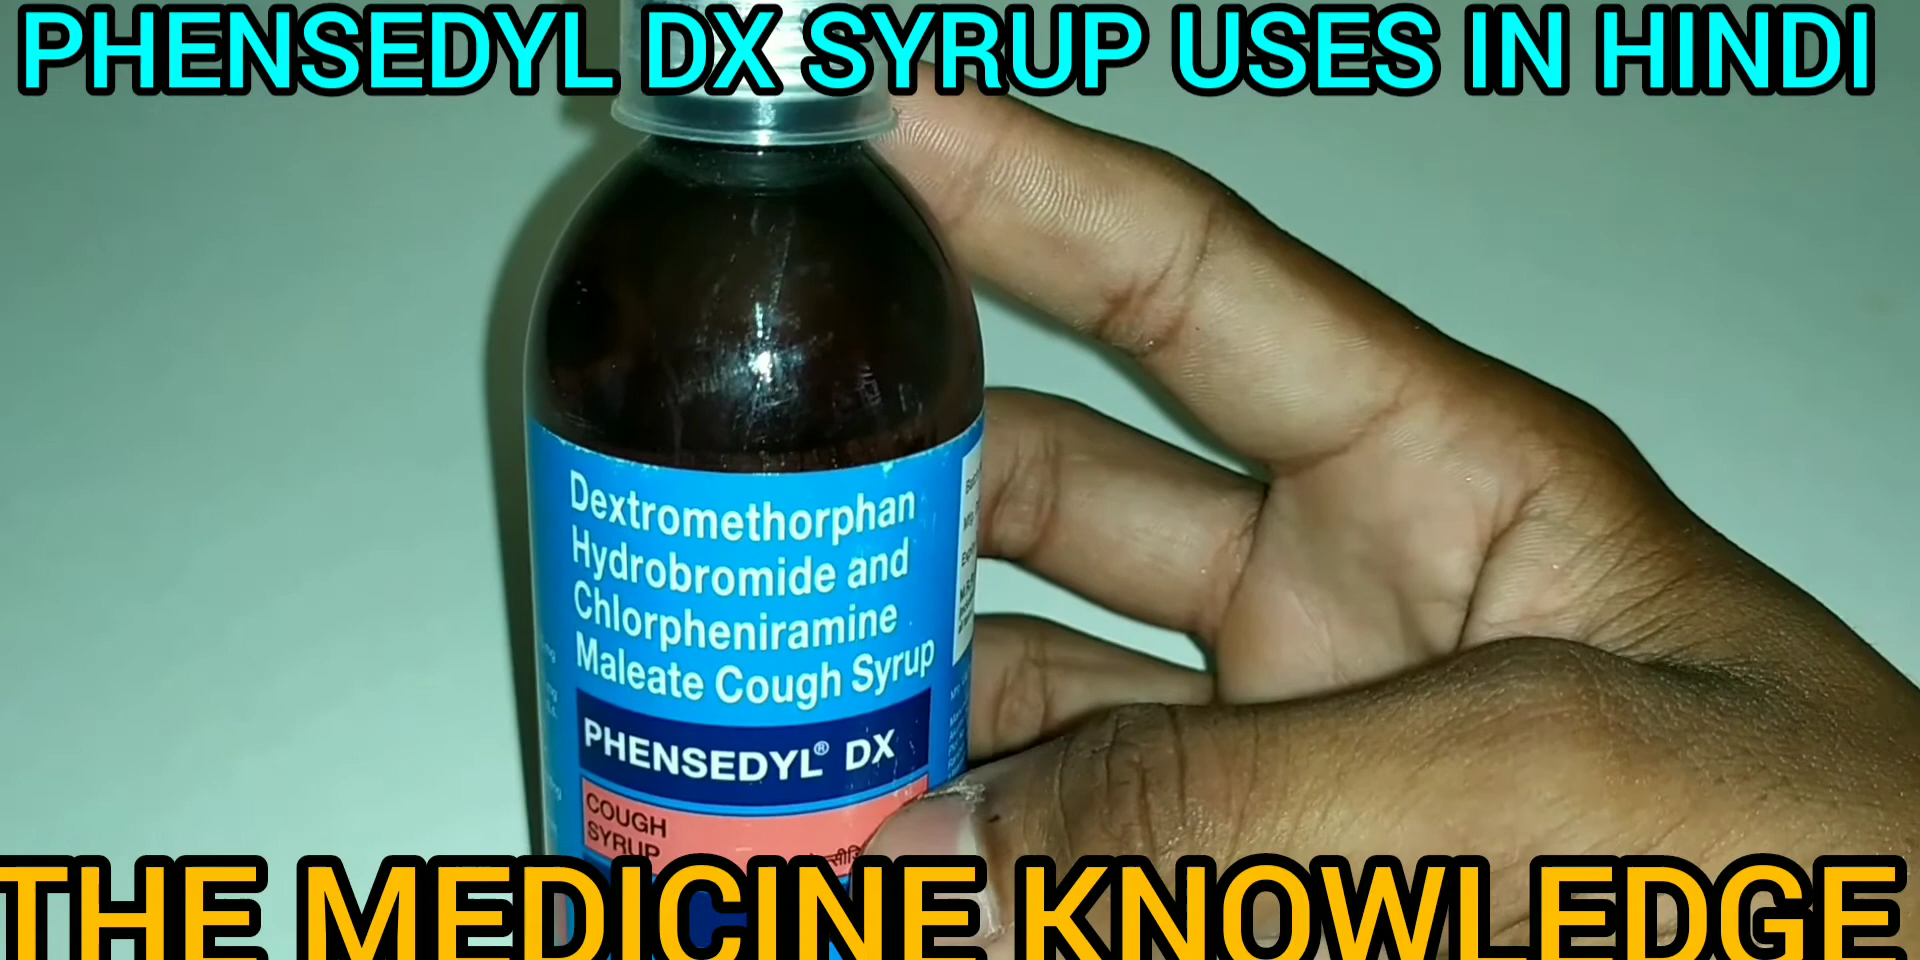 PHENSEDYL DX SYRUP USES IN HINDI
Dextromethorphan
Hydrobromide and
Chlorpheniramine
Maleate Cough Syrup
PHENSEDYL® DX
COUGH
SYRUP
THE MEDICINE KNOWLEDGE